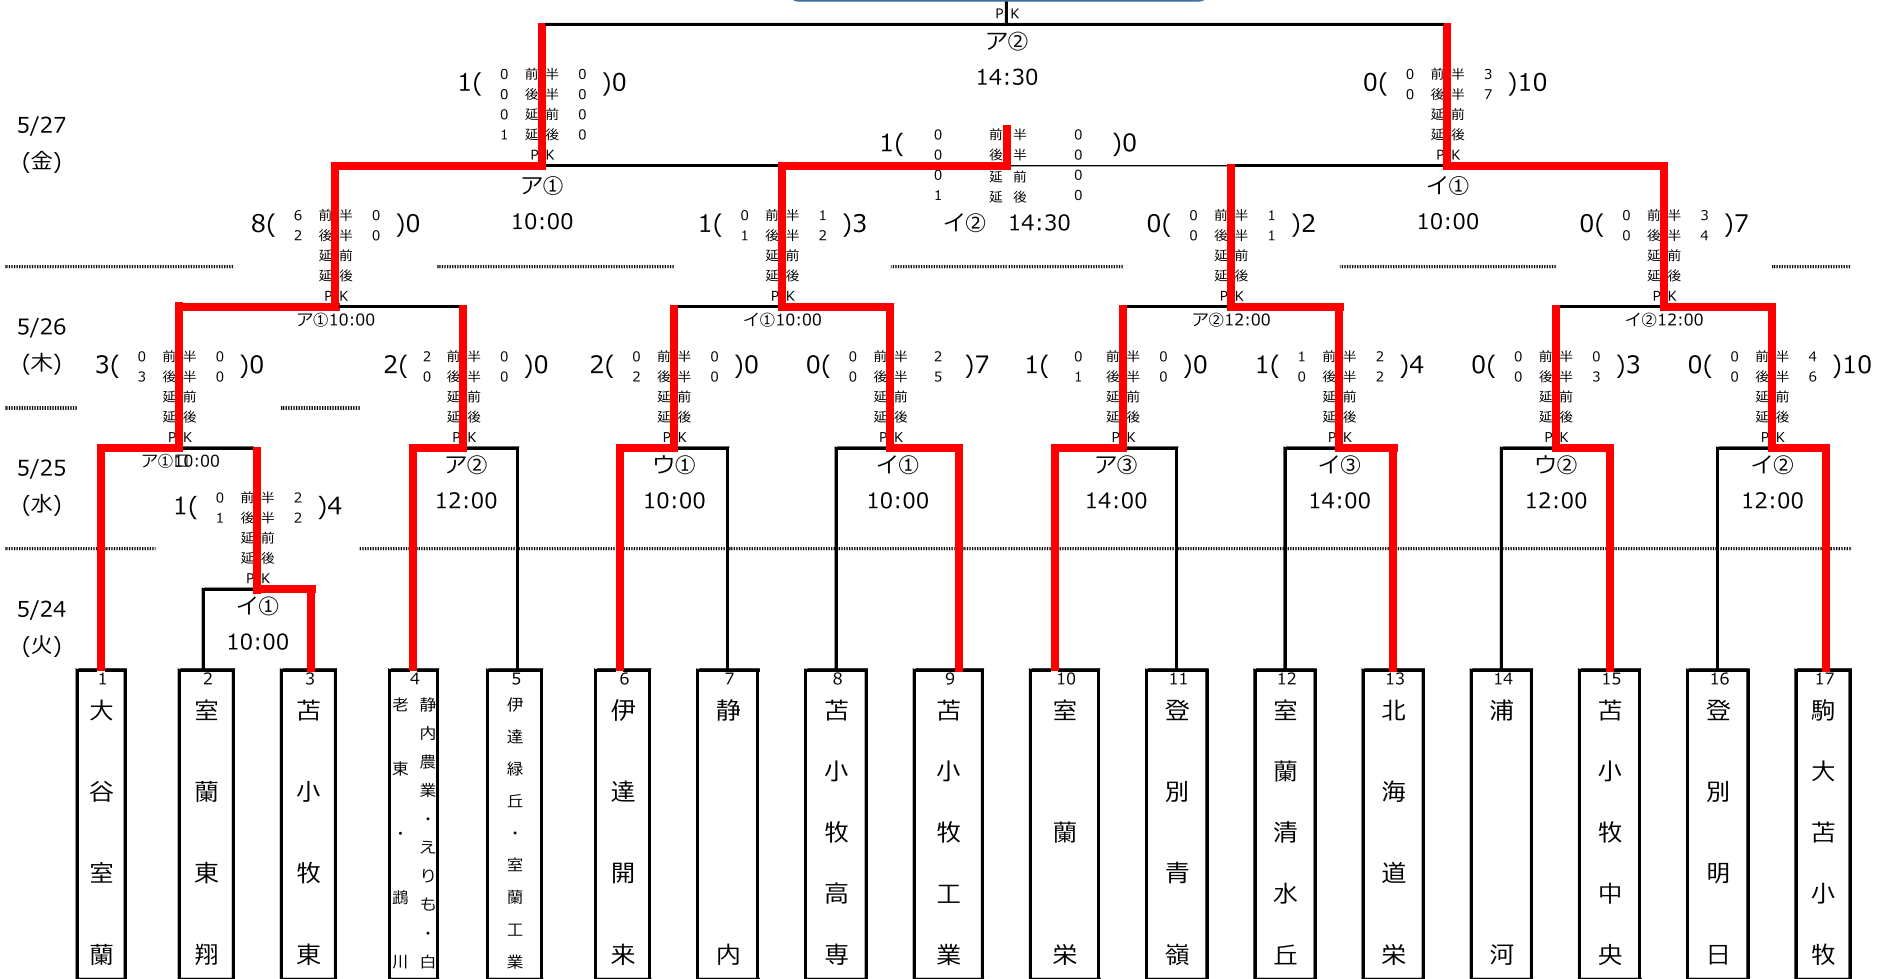 P K
ア②
14:30
1( 0 前半 0 )0
0 後半 0
0 延前 0
1 延後 0
P K
0( 0 前半 3 )10
0 後半 7
延前
延後
P K
5/27
(金)
1( 0 前半 0 )0
0 後半 0
0 延前 0
1 延後 0
ア①
10:00
イ② 14:30
イ①
10:00
8( 6 前半 0 )0
2 後半 0
延前
延後
P K
1( 0 前半 1 )3
1 後半 2
延前
延後
P K
0( 0 前半 1 )2
0 後半 1
延前
延後
P K
0( 0 前半 3 )7
0 後半 4
延前
延後
P K
5/26
(木)
ア①10:00
イ①10:00
ア②12:00
イ②12:00
3( 0 前半 0 )0
3 後半 0
延前
延後
P K
2( 2 前半 0 )0
0 後半 0
延前
延後
P K
2( 0 前半 0 )0
2 後半 0
延前
延後
P K
0( 0 前半 2 )7
0 後半 5
延前
延後
P K
1( 0 前半 0 )0
1 後半 0
延前
延後
P K
1( 1 前半 2 )4
0 後半 2
延前
延後
P K
0( 0 前半 0 )3
0 後半 3
延前
延後
P K
0( 0 前半 4 )10
0 後半 6
延前
延後
P K
5/25
(水)
ア①10:00
ア②
12:00
ウ①
10:00
イ①
10:00
ア③
14:00
イ③
14:00
ウ②
12:00
イ②
12:00
1( 0 前半 2 )4
1 後半 2
延前
延後
P K
5/24
(火)
イ①
10:00
1
大谷室蘭
2
室蘭東翔
3
苫小牧東
4
静内農業・えりも・白
老東・鵡川
5
伊達緑丘・室蘭工業
6
伊達開来
7
静内
8
苫小牧高専
9
苫小牧工業
10
室蘭栄
11
登別青嶺
12
室蘭清水丘
13
北海道栄
14
浦河
15
苫小牧中央
16
登別明日
17
駒大苫小牧